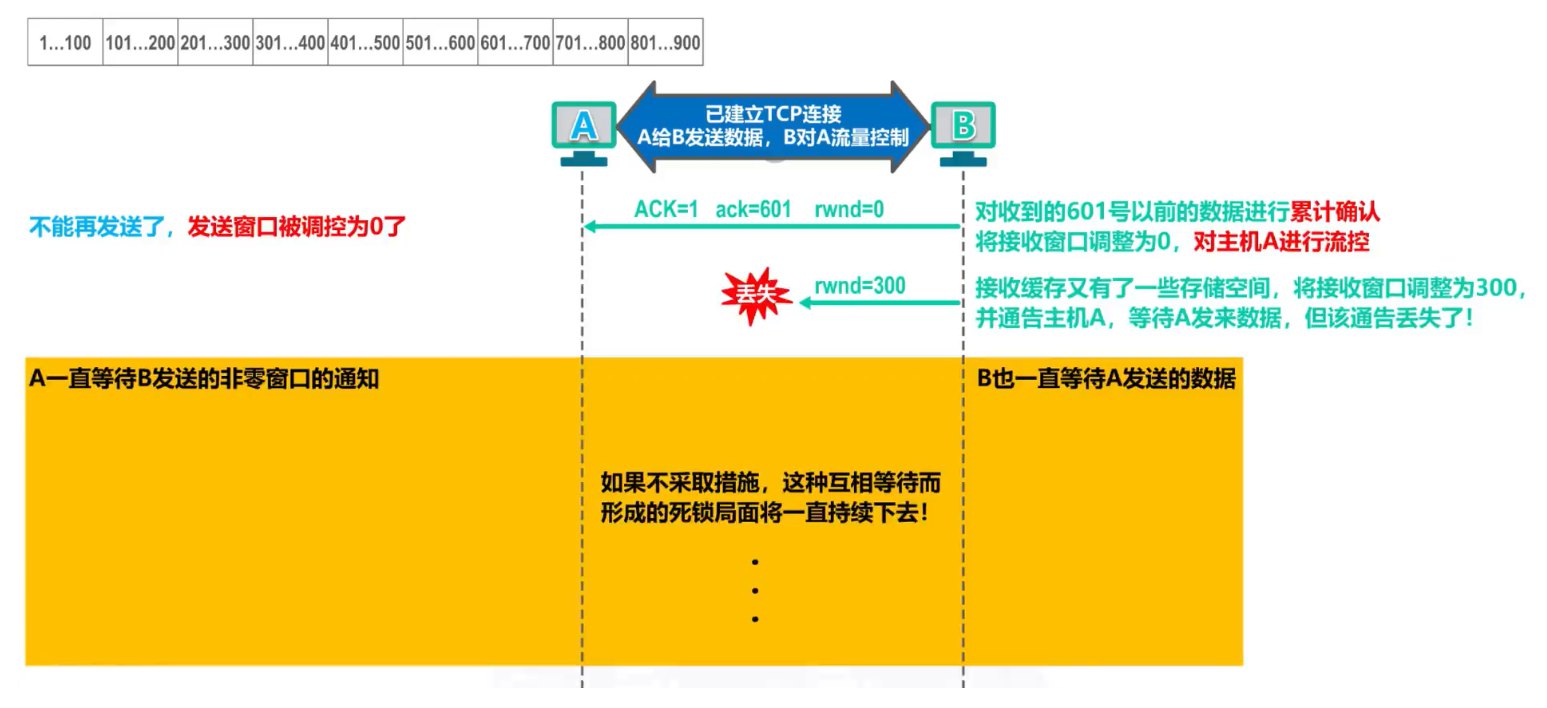 1…100 101…200 201…300 301…400 401…500 501…600 601…700 701…800 801…900
已建立TCP连接
A给B发送数据，B对A流量控制
A
B
ACK=1 ack=601 rwnd=0
不能再发送了，发送窗口被调控为0了
对收到的601号以前的数据进行累计确认
将接收窗口调整为0，对主机A进行流控
丢失
rwnd=300
接收缓存又有了一些存储空间，将接收窗口调整为300，
并通告主机A，等待A发来数据，但该通告丢失了！
A一直等待B发送的非零窗口的通知
B也一直等待A发送的数据
如果不采取措施，这种互相等待而
形成的死锁局面将一直持续下去！